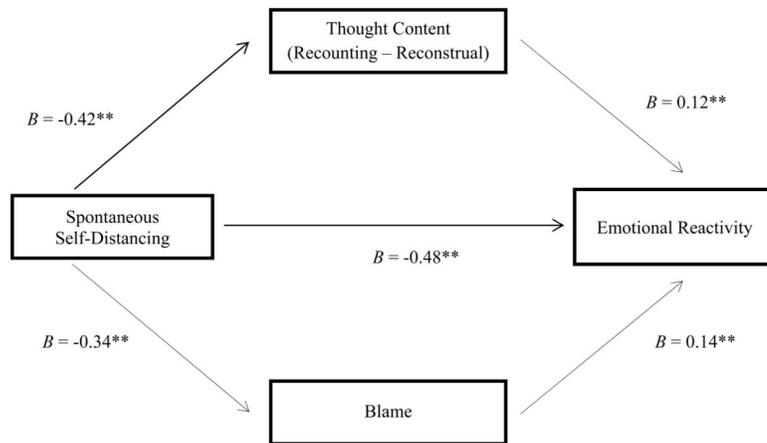 Thought Content
(Recounting – Reconstrual)
B = -0.42**
B = 0.12**
Spontaneous
Self-Distancing
Emotional Reactivity
B = -0.48**
B = -0.34**
B = 0.14**
Blame